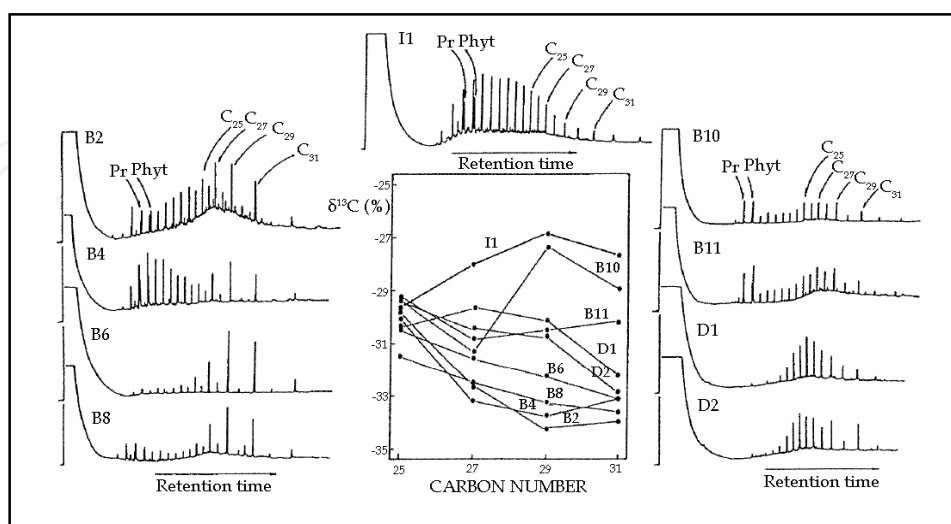 I1
Pr Phyt
C25
C27
C29
C31
Retention time
B2
Pr Phyt
C25
C27
C29
C31
B4
B6
B8
Retention time
-25
δ13C (%)
-27
-29
-31
-33
-35
I1
B10
B11
D1
D2
B6
B8
B4
B2
25
27
29
31
CARBON NUMBER
B10
Pr Phyt
C25
C27
C29
C31
B11
D1
D2
Retention time